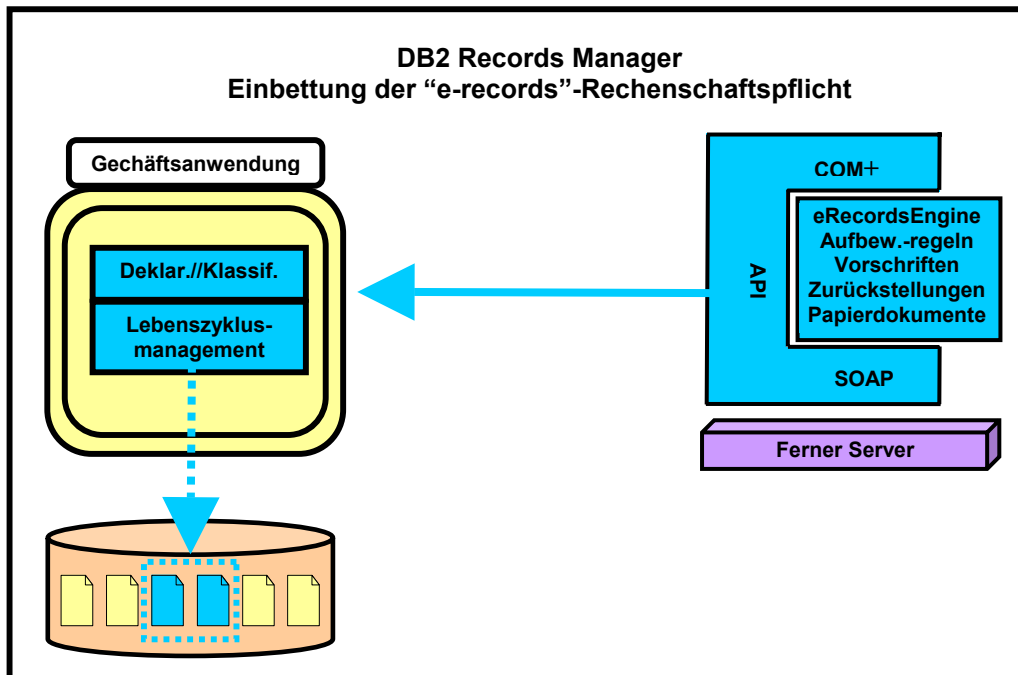 DB2 Records Manager
Einbettung der “e-records”-Rechenschaftspflicht
Gechäftsanwendung
Deklar.//Klassif.
Lebenszyklus-
management
COM+
API
eRecordsEngine
Aufbew.-regeln
Vorschriften
Zurückstellungen
Papierdokumente
SOAP
Ferner Server